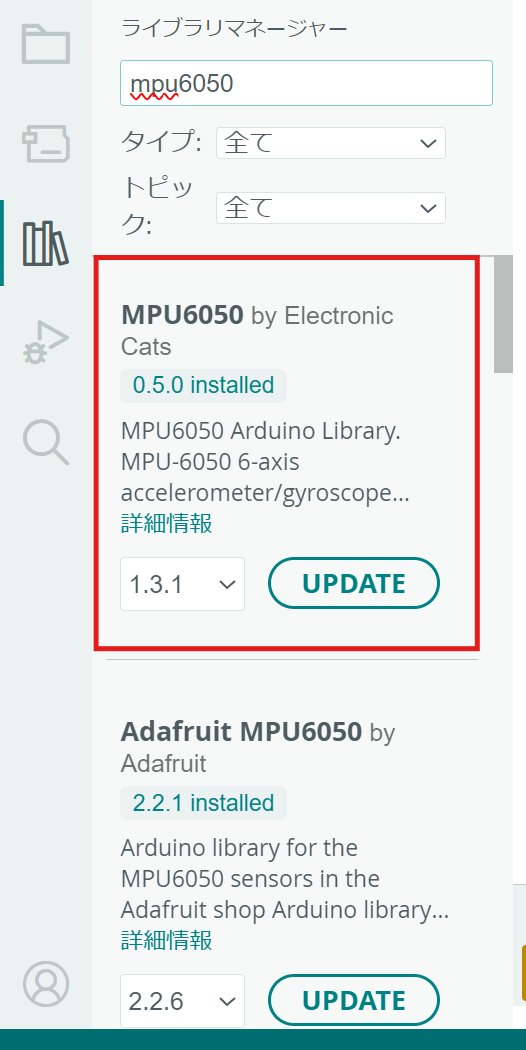 ライブラリマネージャー
mpu6050
タイプ: 全て
トピッ
ク: 全て
MPU6050 by Electronic
Cats
0.5.0 installed
MPU6050 Arduino Library.
MPU-6050 6-axis
accelerometer/gyroscope...
詳細情報
1.3.1 UPDATE
Adafruit MPU6050 by
Adafruit
2.2.1 installed
Arduino library for the
MPU6050 sensors in the
Adafruit shop Arduino library...
詳細情報
2.2.6 UPDATE